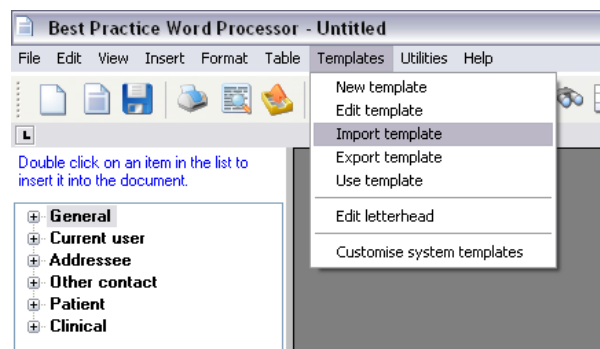 Best Practice Word Processor - Untitled
File Edit View Insert Format Table Templates Utilities Help
New template
Edit template
Import template
Export template
Use template
Edit letterhead
Customise system templates
L
Double click on an item in the list to
insert it into the document.
General
Current user
Addressee
Other contact
Patient
Clinical